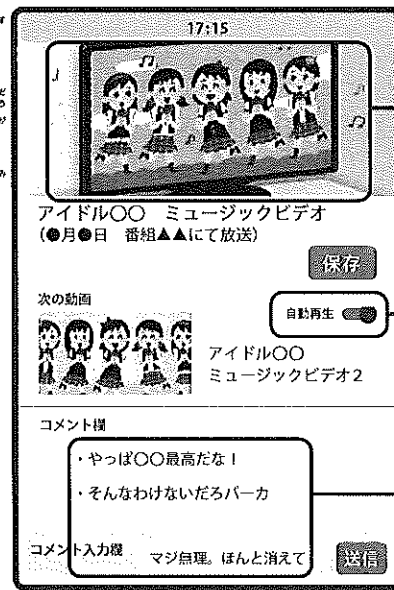 17:15
アイドル〇〇　ミュージックビデオ
(●月●日　番組▲▲にて放送)
保存
次の動画
自動再生
アイドル〇〇
ミュージックビデオ2
コメント欄
・やっぱ〇〇最高だな！
・そんなわけないだろバーカ
コメント入力欄
マジ無理。ほんと消えて
送信